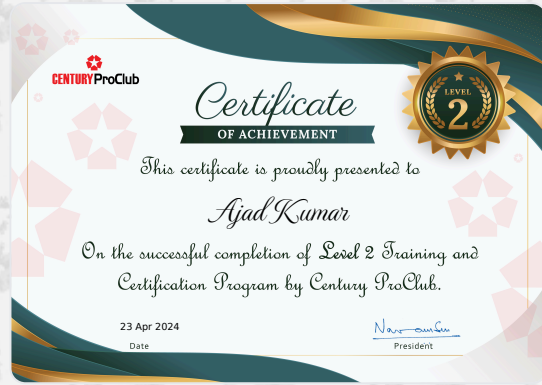 CENTURY ProClub
Certificate
OF ACHIEVEMENT
LEVEL
2
This certificate is proudly presented to
Ajad Kumar
On the successful completion of Level 2 Training and
Certification Program by Century ProClub.
23 Apr 2024
Date
President